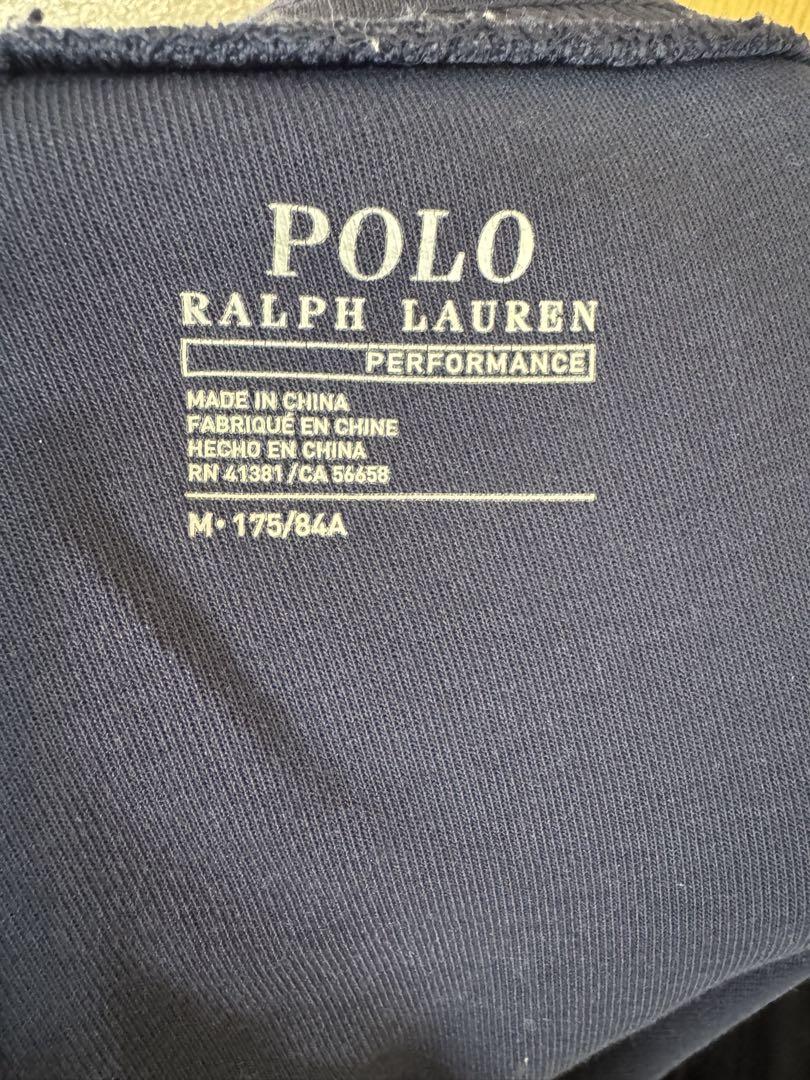 POLO
RALPH LAUREN
PERFORMANCE
MADE IN CHINA
FABRIQUÉ EN CHINE
HECHO EN CHINA
RN 41381/CA 56658
M• 175/84A